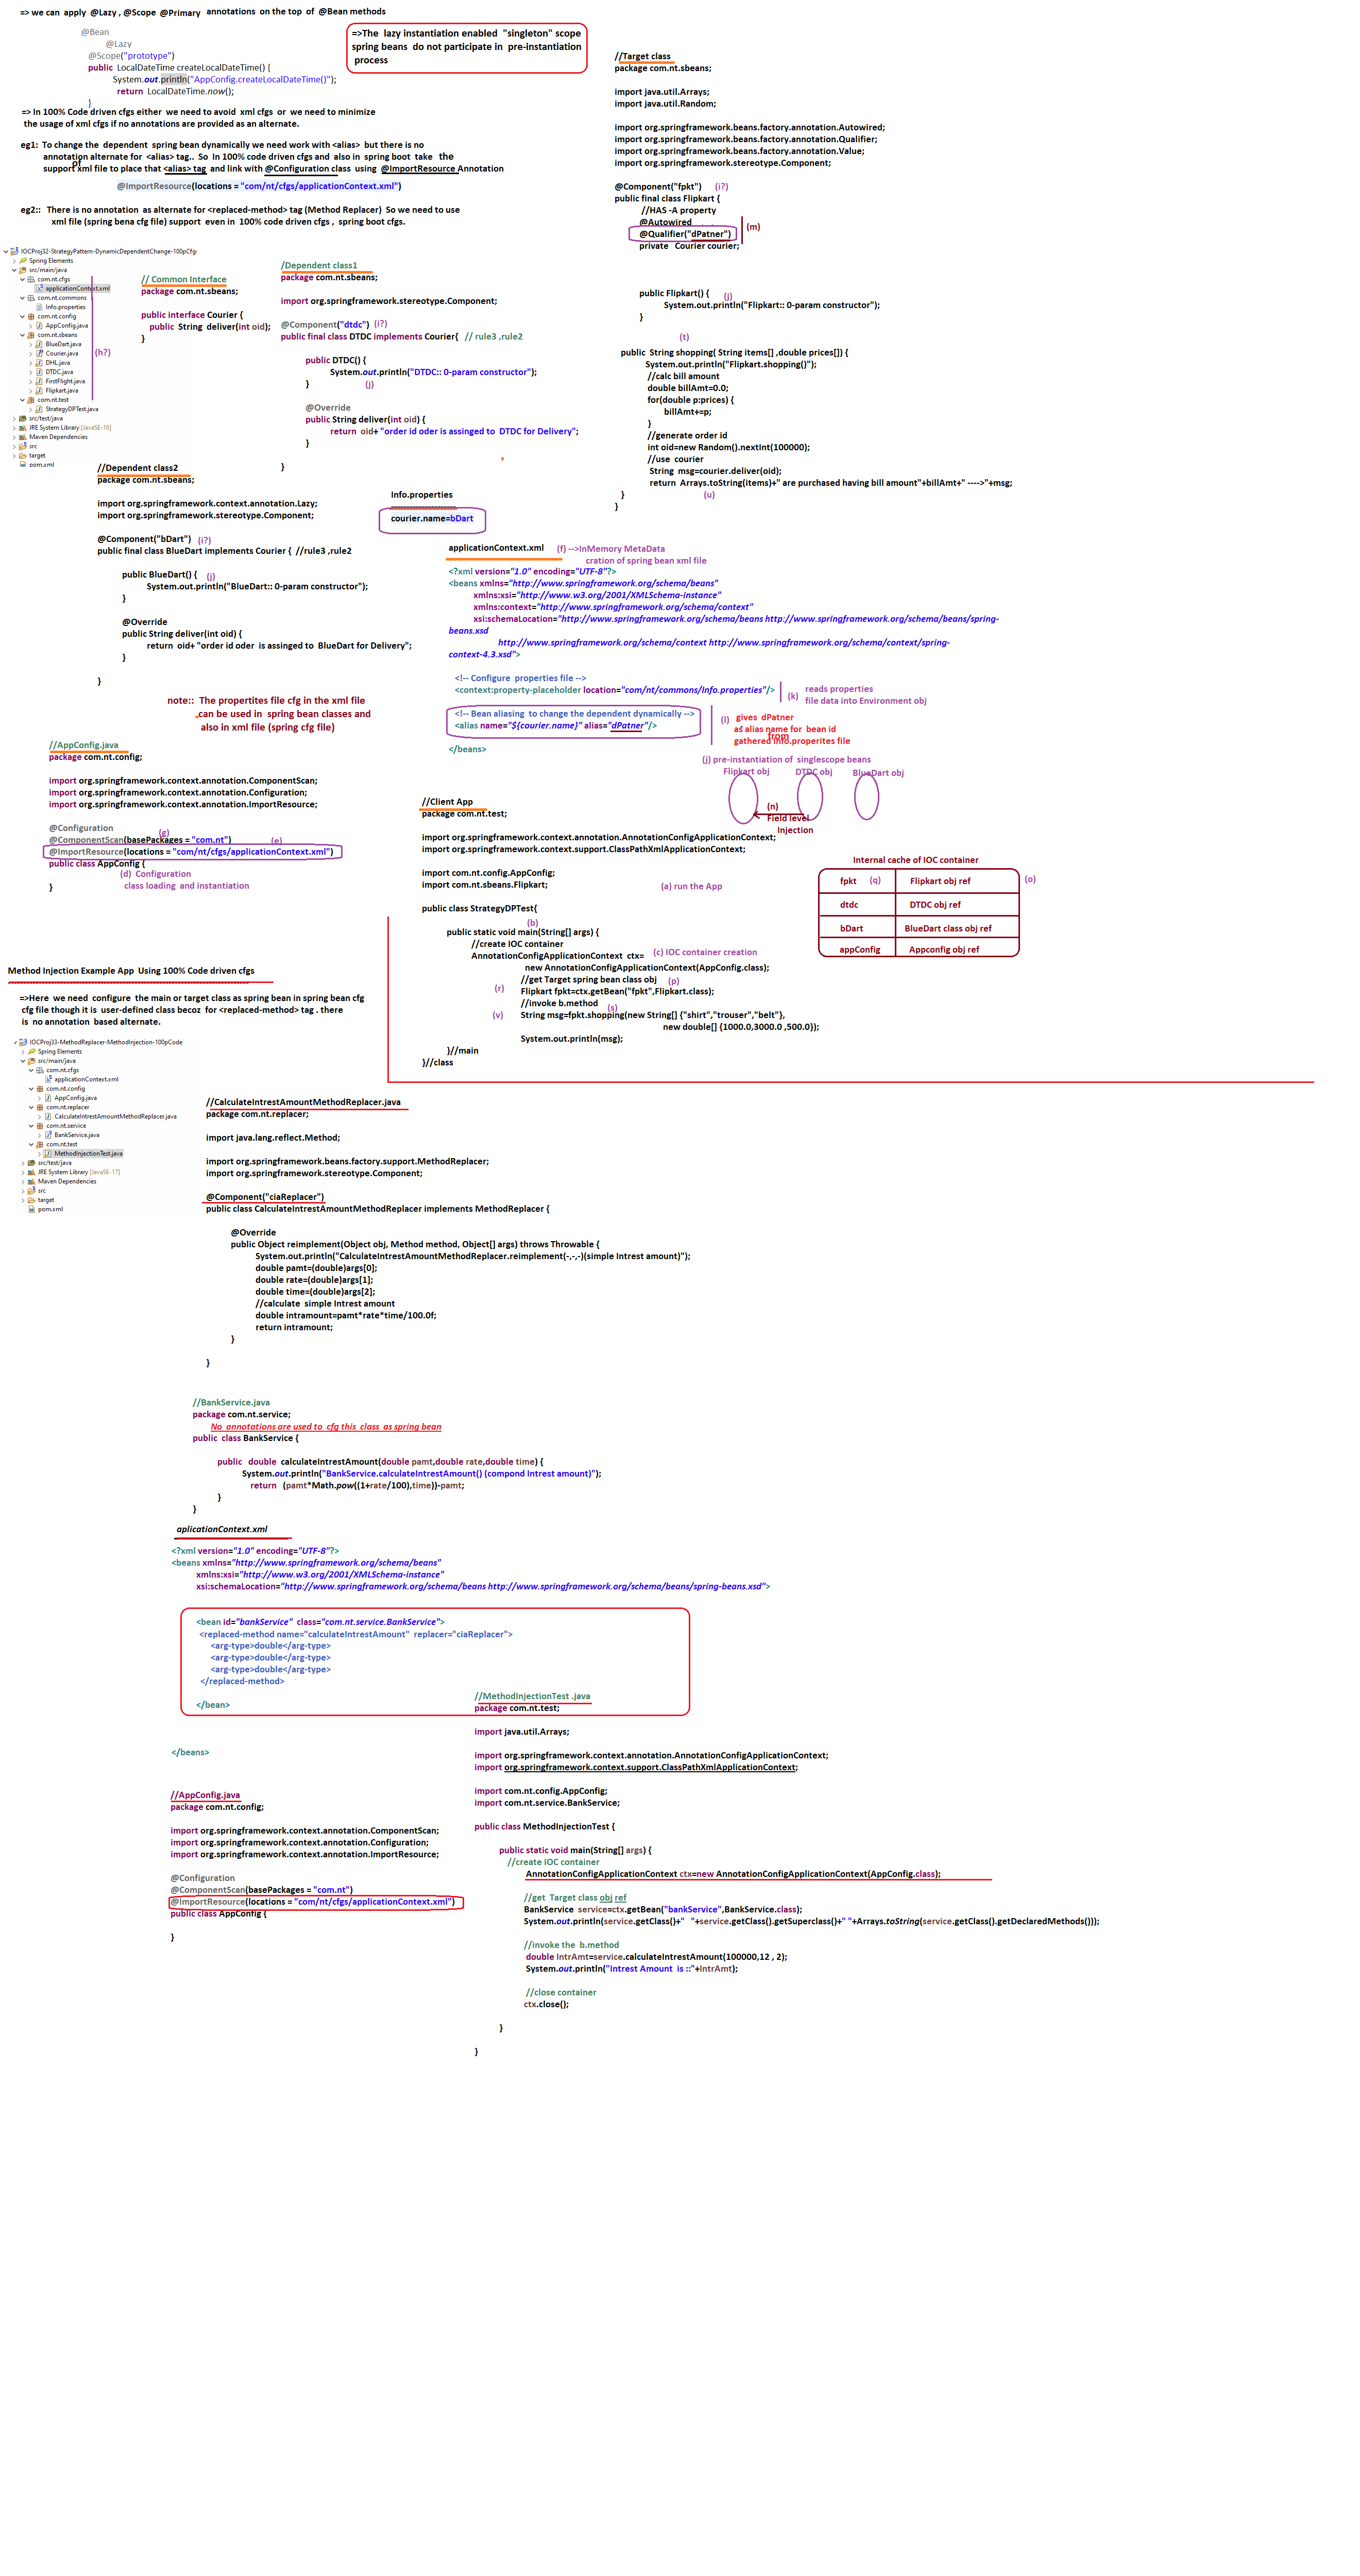 => we can  apply  @Lazy , @Scope  @Primary   annotations  on the top  of  @Bean methods
@Bean
@Lazy
@Scope("prototype")
public  LocalDateTime createLocalDateTime() {
System.out.println("AppConfig.createLocalDateTime()");
return  LocalDateTime.now();
}
=>The  lazy instantiation enabled  "singleton" scope
spring beans  do not participate in  pre-instantiation
process
=> In 100% Code driven cfgs either  we need to avoid  xml cfgs  or  we need to minimize
the usage of xml cfgs if no annotations are provided as an alternate.
eg1:  To change the  dependent  spring bean dynamically we need work with <alias>  but there is no
annotation alternate for  <alias> tag..  So  In 100% code driven cfgs and  also in  spring boot  take   the
of
support xml file to place that <alias> tag  and link with @Configuration class  using  @ImportResource Annotation
@ImportResource(locations = "com/nt/cfgs/applicationContext.xml")
eg2::   There is no annotation  as alternate for <replaced-method> tag (Method Replacer)  So we need to use
xml file (spring bena cfg file) support  even in  100% code driven cfgs ,  spring boot cfgs.
//Target class
package com.nt.sbeans;
import java.util.Arrays;
import java.util.Random;
import org.springframework.beans.factory.annotation.Autowired;
import org.springframework.beans.factory.annotation.Qualifier;
import org.springframework.beans.factory.annotation.Value;
import org.springframework.stereotype.Component;
@Component("fpkt")   (i?)
public final class Flipkart {
//HAS -A property
@Autowired
@Qualifier("dPatner")   (m)
private   Courier courier;
public Flipkart() {   (j)
System.out.println("Flipkart:: 0-param constructor");
}
(t)
public  String shopping( String items[] ,double prices[]) {
System.out.println("Flipkart.shopping()");
//calc bill amount
double billAmt=0.0;
for(double p:prices) {
billAmt+=p;
}
//generate order id
int oid=new Random().nextInt(100000);
//use  courier
String  msg=courier.deliver(oid);
return  Arrays.toString(items)+" are purchased having bill amount"+billAmt+" ---->"+msg;
}   (u)
}
IOCProj32-StrategyPattern-DynamicDependentChange-100pCfgs
Spring Elements
src/main/java
com.nt.cfgs
applicationContext.xml
com.nt.commons
Info.properties
com.nt.config
AppConfig.java
com.nt.sbeans
BlueDart.java
Courier.java   (h?)
DHL.java
DTDC.java
FirstFlight.java
Flipkart.java
com.nt.test
StrategyDPTest.java
src/test/java
JRE System Library [JavaSE-16]
Maven Dependencies
src
target
pom.xml
// Common Interface
package com.nt.sbeans;
public interface Courier {
public  String  deliver(int oid);
}
/Dependent class1
package com.nt.sbeans;
import org.springframework.stereotype.Component;
@Component("dtdc")  (i?)
public final class DTDC implements Courier{   // rule3 ,rule2
public DTDC() {
System.out.println("DTDC:: 0-param constructor");
}   (j)
@Override
public String deliver(int oid) {
return  oid+ "order id oder is assinged to  DTDC for Delivery";
}
}
//Dependent class2
package com.nt.sbeans;
import org.springframework.context.annotation.Lazy;
import org.springframework.stereotype.Component;
@Component("bDart")   (i?)
public final class BlueDart implements Courier {  //rule3 ,rule2
public BlueDart() {   (j)
System.out.println("BlueDart:: 0-param constructor");
}
@Override
public String deliver(int oid) {
return  oid+ "order id oder  is assinged to  BlueDart for Delivery";
}
}
Info.properties
--------------------
courier.name=bDart
applicationContext.xml   (f) -->InMemory MetaData
cration of spring bean xml file
<?xml version="1.0" encoding="UTF-8"?>
<beans xmlns="http://www.springframework.org/schema/beans"
xmlns:xsi="http://www.w3.org/2001/XMLSchema-instance"
xmlns:context="http://www.springframework.org/schema/context"
xsi:schemaLocation="http://www.springframework.org/schema/beans http://www.springframework.org/schema/beans/spring-
beans.xsd
http://www.springframework.org/schema/context http://www.springframework.org/schema/context/spring-
context-4.3.xsd">
<!-- Configure  properties file -->
<context:property-placeholder location="com/nt/commons/Info.properties"/>   (k)   reads properties
file data into Environment obj
<!-- Bean aliasing  to change the dependent dynamically -->
<alias name="${courier.name}" alias="dPatner"/>
(l)   gives  dPatner
as alias name for  bean id
from
gathered info.properites file
</beans>
note::  The propertites file cfg in the xml file
can be used in  spring bean classes and
also in xml file (spring cfg file)
//AppConfig.java
package com.nt.config;
import org.springframework.context.annotation.ComponentScan;
import org.springframework.context.annotation.Configuration;
import org.springframework.context.annotation.ImportResource;
@Configuration
(g)
@ComponentScan(basePackages = "com.nt")   (e)
@ImportResource(locations = "com/nt/cfgs/applicationContext.xml")
public class AppConfig {
(d)  Configuration
class loading  and instantiation
}
(j) pre-instantiation of  singlescope beans
Flipkart obj   DTDC obj   BlueDart obj
(n)
Field level
Injection
//Client App
package com.nt.test;
import org.springframework.context.annotation.AnnotationConfigApplicationContext;
import org.springframework.context.support.ClassPathXmlApplicationContext;
import com.nt.config.AppConfig;
import com.nt.sbeans.Flipkart;   (a) run the App
public class StrategyDPTest{
(b)
public static void main(String[] args) {
//create IOC container
AnnotationConfigApplicationContext  ctx=   (c) IOC container creation
new AnnotationConfigApplicationContext(AppConfig.class);
//get Target spring bean class obj   (p)
(r)   Flipkart fpkt=ctx.getBean("fpkt",Flipkart.class);
//invoke b.method   (s)
(v)   String msg=fpkt.shopping(new String[] {"shirt","trouser","belt"},
new double[] {1000.0,3000.0 ,500.0});
System.out.println(msg);
}//main
}//class
Internal cache of IOC container
fpkt   (q)   Flipkart obj ref   (o)
dtdc   DTDC obj ref
bDart   BlueDart class obj ref
appConfig   Appconfig obj ref
Method Injection Example App  Using 100% Code driven cfgs
=>Here  we need  configure  the main or target class as spring bean in spring bean cfg
cfg file though it is  user-defined class becoz  for <replaced-method> tag . there
is  no annotation  based alternate.
IOCProj33-MethodReplacer-MethodInjection-100pCode
Spring Elements
src/main/java
com.nt.cfgs
applicationContext.xml
com.nt.config
AppConfig.java
com.nt.replacer
CalculateIntrestAmountMethodReplacer.java
com.nt.service
BankService.java
com.nt.test
MethodInjectionTest.java
src/test/java
JRE System Library [JavaSE-17]
Maven Dependencies
src
target
pom.xml
//CalculateIntrestAmountMethodReplacer.java
package com.nt.replacer;
import java.lang.reflect.Method;
import org.springframework.beans.factory.support.MethodReplacer;
import org.springframework.stereotype.Component;
@Component("ciaReplacer")
public class CalculateIntrestAmountMethodReplacer implements MethodReplacer {
@Override
public Object reimplement(Object obj, Method method, Object[] args) throws Throwable {
System.out.println("CalculateIntrestAmountMethodReplacer.reimplement(-,-,-)(simple Intrest amount)");
double pamt=(double)args[0];
double rate=(double)args[1];
double time=(double)args[2];
//calculate  simple Intrest amount
double intramount=pamt*rate*time/100.0f;
return intramount;
}
}
//BankService.java
package com.nt.service;
No  annotations are used to  cfg this  class  as spring bean
public  class BankService {
public   double  calculateIntrestAmount(double pamt,double rate,double time) {
System.out.println("BankService.calculateIntrestAmount() (compond Intrest amount)");
return   (pamt*Math.pow((1+rate/100),time))-pamt;
}
}
aplicationContext.xml
<?xml version="1.0" encoding="UTF-8"?>
<beans xmlns="http://www.springframework.org/schema/beans"
xmlns:xsi="http://www.w3.org/2001/XMLSchema-instance"
xsi:schemaLocation="http://www.springframework.org/schema/beans http://www.springframework.org/schema/beans/spring-beans.xsd">
<bean id="bankService"  class="com.nt.service.BankService">
<replaced-method name="calculateIntrestAmount"  replacer="ciaReplacer">
<arg-type>double</arg-type>
<arg-type>double</arg-type>
<arg-type>double</arg-type>
</replaced-method>
</bean>
</beans>
//AppConfig.java
package com.nt.config;
import org.springframework.context.annotation.ComponentScan;
import org.springframework.context.annotation.Configuration;
import org.springframework.context.annotation.ImportResource;
@Configuration
@ComponentScan(basePackages = "com.nt")
@ImportResource(locations = "com/nt/cfgs/applicationContext.xml")
public class AppConfig {
}
//MethodInjectionTest .java
package com.nt.test;
import java.util.Arrays;
import org.springframework.context.annotation.AnnotationConfigApplicationContext;
import org.springframework.context.support.ClassPathXmlApplicationContext;
import com.nt.config.AppConfig;
import com.nt.service.BankService;
public class MethodInjectionTest {
public static void main(String[] args) {
//create IOC container
AnnotationConfigApplicationContext ctx=new AnnotationConfigApplicationContext(AppConfig.class);
//get  Target class obj ref
BankService  service=ctx.getBean("bankService",BankService.class);
System.out.println(service.getClass()+"   "+service.getClass().getSuperclass()+" "+Arrays.toString(service.getClass().getDeclaredMethods()));
//invoke the  b.method
double IntrAmt=service.calculateIntrestAmount(100000,12 , 2);
System.out.println("Intrest Amount  is ::"+IntrAmt);
//close container
ctx.close();
}
}